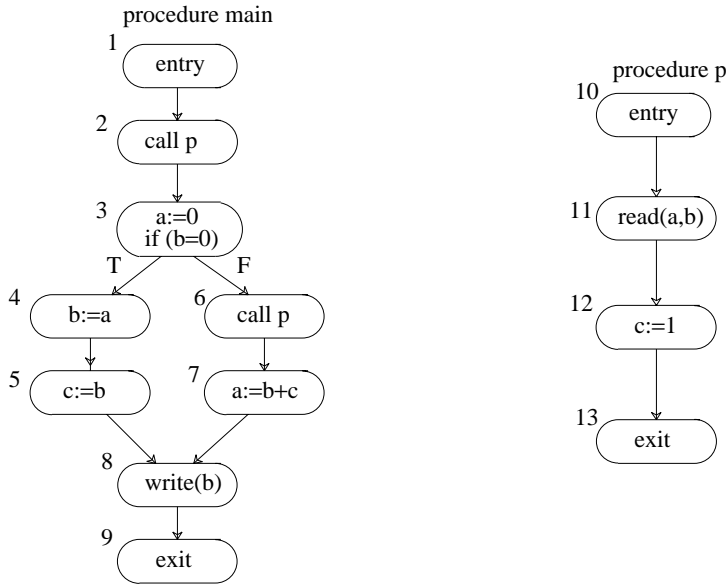 procedure main
1
entry
2
call p
3
a:=0
if (b=0)
T
F
4
b:=a
6
call p
5
c:=b
7
a:=b+c
8
write(b)
9
exit
procedure p
10
entry
11
read(a,b)
12
c:=1
13
exit